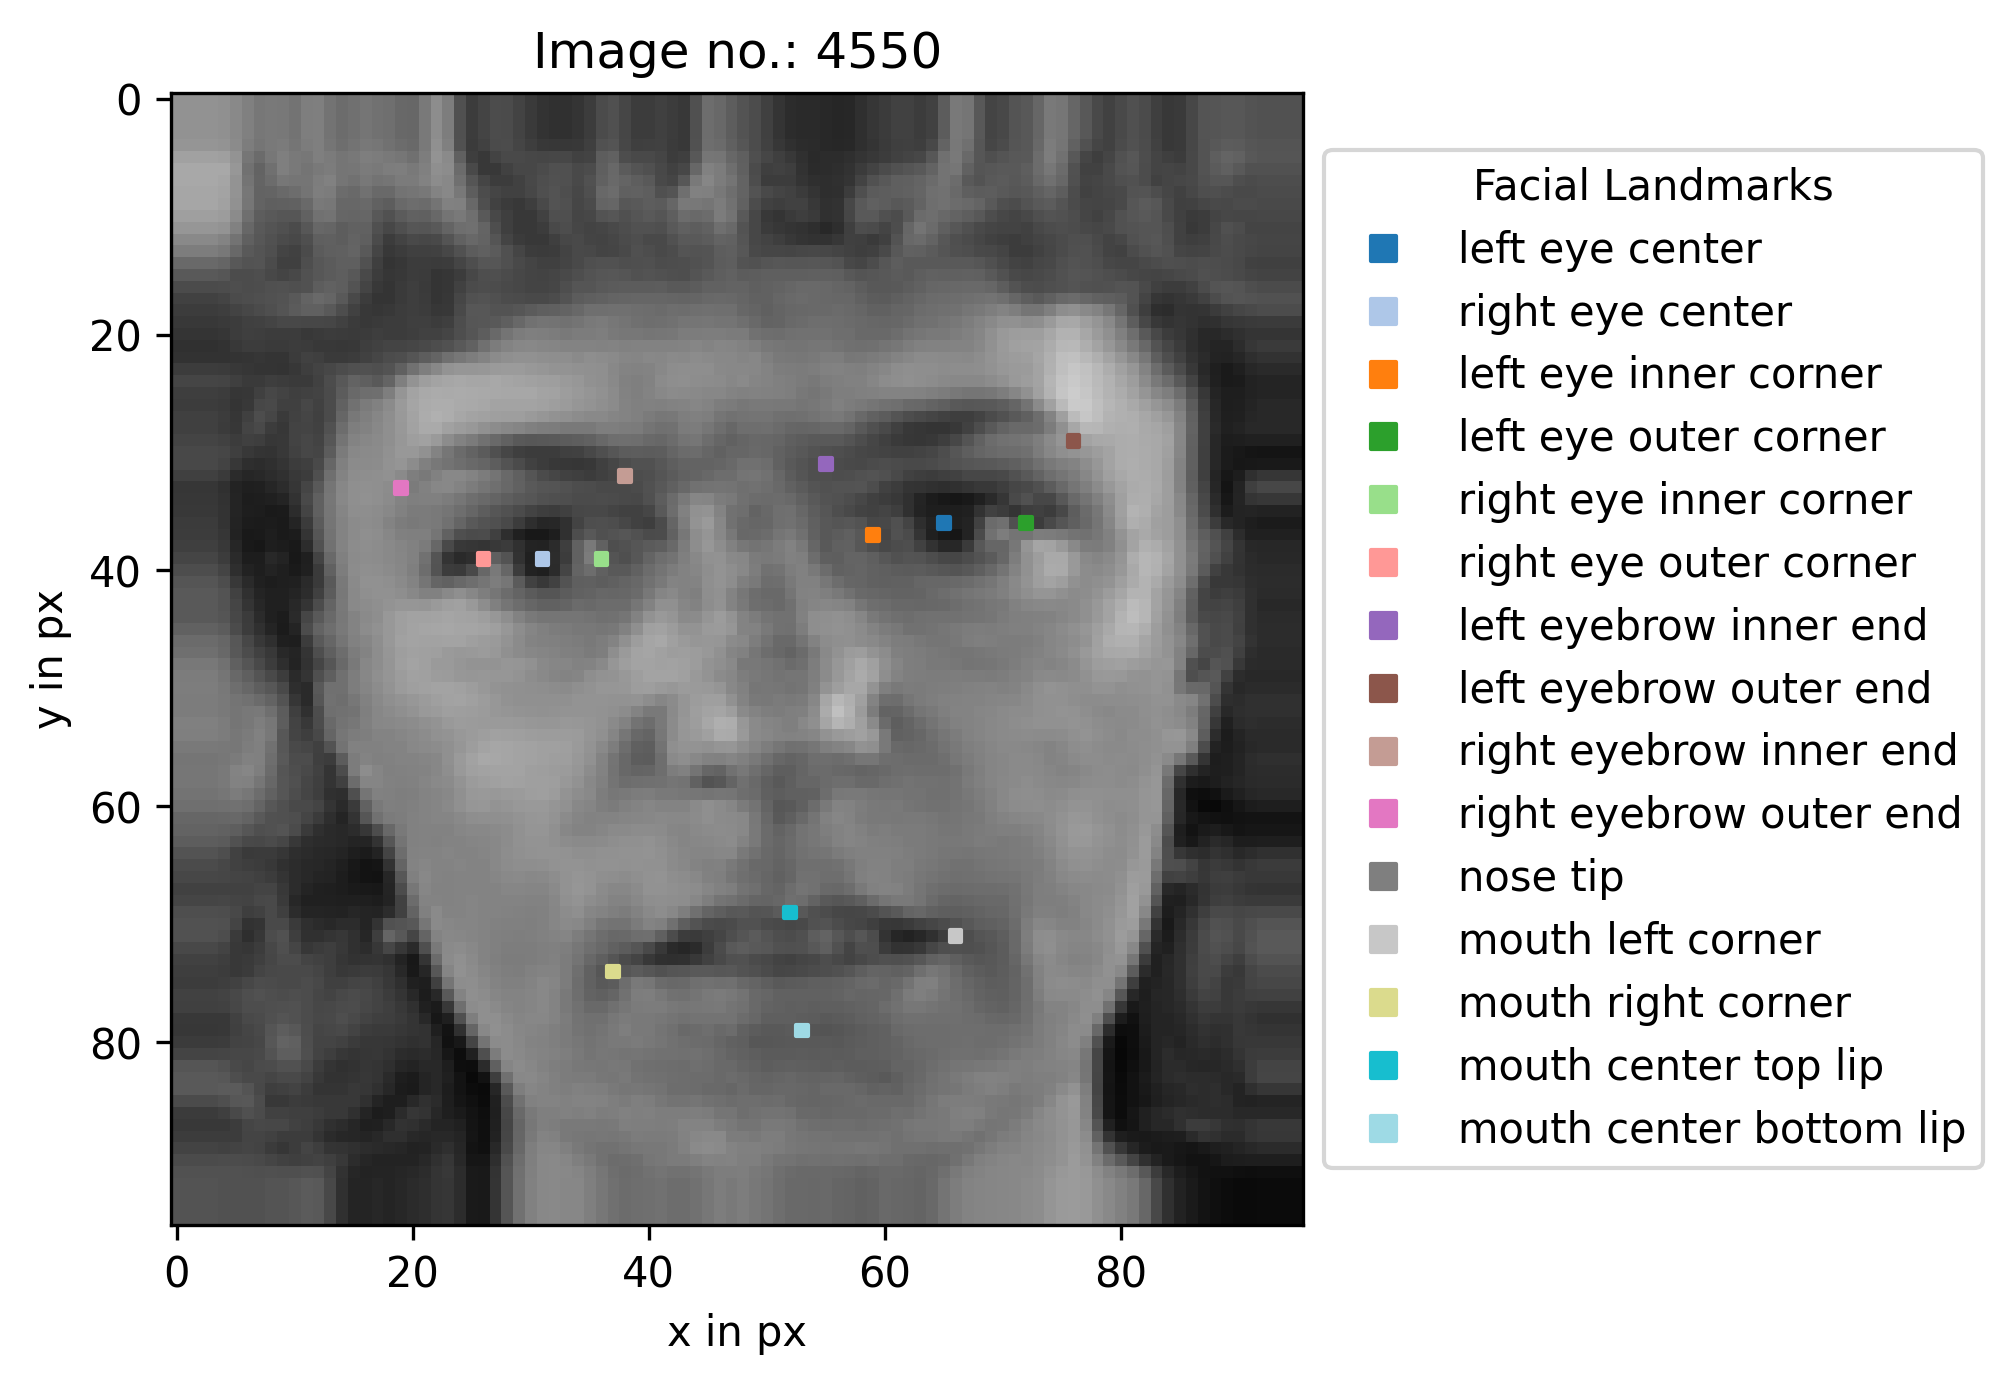 Image no.: 4550
0
20
40
60
80
y in px
0 20 40 60 80
x in px
Facial Landmarks
left eye center
right eye center
left eye inner corner
left eye outer corner
right eye inner corner
right eye outer corner
left eyebrow inner end
left eyebrow outer end
right eyebrow inner end
right eyebrow outer end
nose tip
mouth left corner
mouth right corner
mouth center top lip
mouth center bottom lip